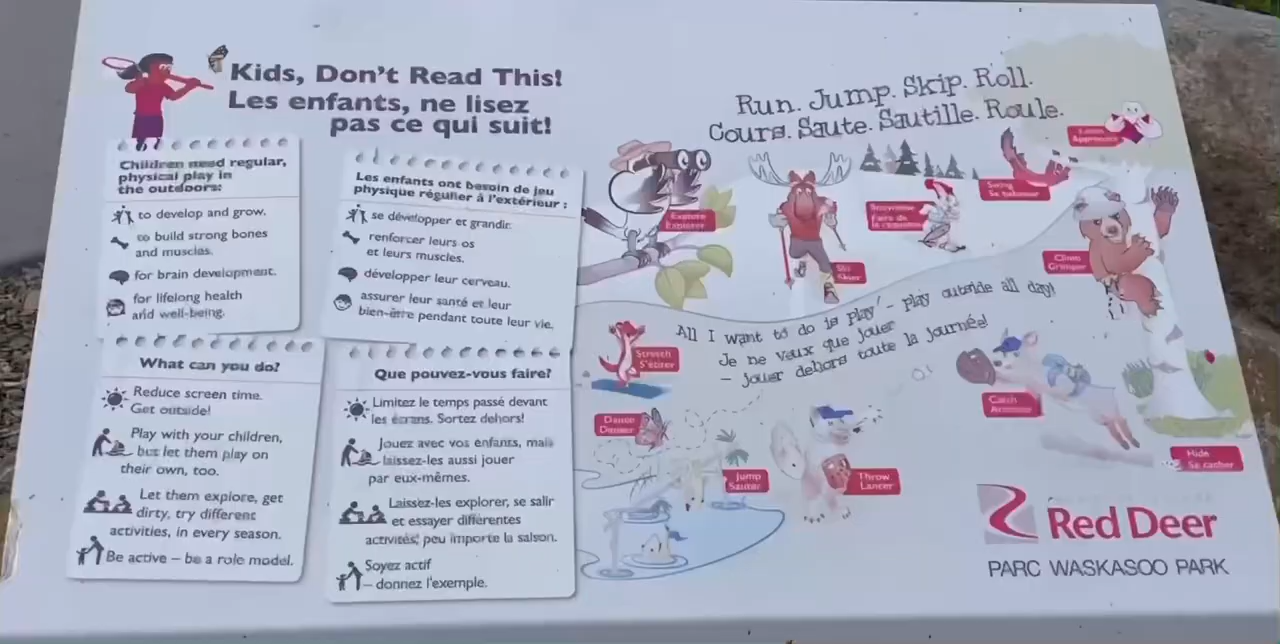 Kids, Don't Read This!
Les enfants, ne lisez
pas ce qui suit!
Children need regular,
physical play in
the outdoors:
to develop and grow.
to build strong bones
and muscles.
for brain development.
for lifelong health
and well-being.
Les enfants ont besoin de jeu
physique régulier à l'extérieur :
se développer et grandir.
renforcer leurs os
et leurs muscles.
développer leur cerveau.
assurer leur santé et leur
bien-être pendant toute leur vie.
What can you do?
Reduce screen time.
Get outside!
Play with your children,
but let them play on
their own, too.
Let them explore, get
dirty, try different
activities, in every season.
Be active – be a role model.
Que pouvez-vous faire?
Limitez le temps passé devant
les écrans. Sortez dehors!
Jouez avec vos enfants, mais
laissez-les aussi jouer
par eux-mêmes.
Laissez-les explorer, se salir
et essayer différentes
activités, peu importe la saison.
Soyez actif
– donnez l'exemple.
Run. Jump. Skip. Roll.
Cours. Saute. Sautille. Roule.
Learn
Apprendre
Explore
Explorer
Swing
Se balancer
Snowshoe
Faire de
la raquette
Ski
Skier
Climb
Grimper
All I want to do is play! – play outside all day!
Je ne veux que jouer
– jouer dehors toute la journée!
Stretch
S'étirer
Catch
Attraper
Dance
Danser
Jump
Sauter
Throw
Lancer
Hide
Se cacher
Red Deer
PARC WASKASOO PARK